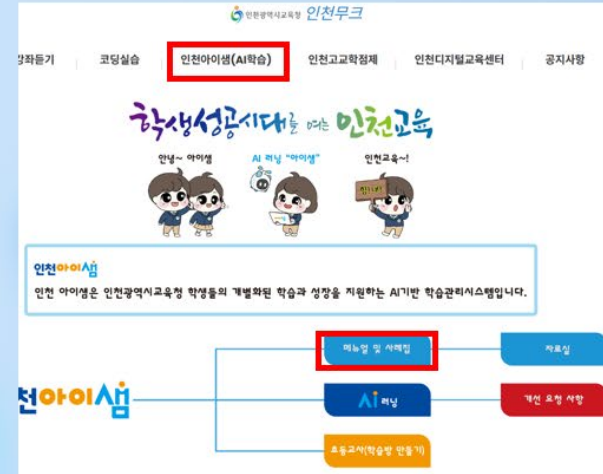 인천광역시교육청 인천무크
강좌듣기 코딩실습 인천아이샘(AI학습) 인천고교학점제 인천디지털교육센터 공지사항
학생성공시대를 여는 인천교육
안녕~ 아이샘 AI 러닝 "아이샘" 인천교육~!
인천아이샘
인천 아이샘은 인천광역시교육청 학생들의 개별화된 학습과 성장을 지원하는 AI기반 학습관리시스템입니다.
메뉴얼 및 사례집 자료실
천아이샘 Ai 러닝 개선 요청 사항
초등교사(학습방 만들기)